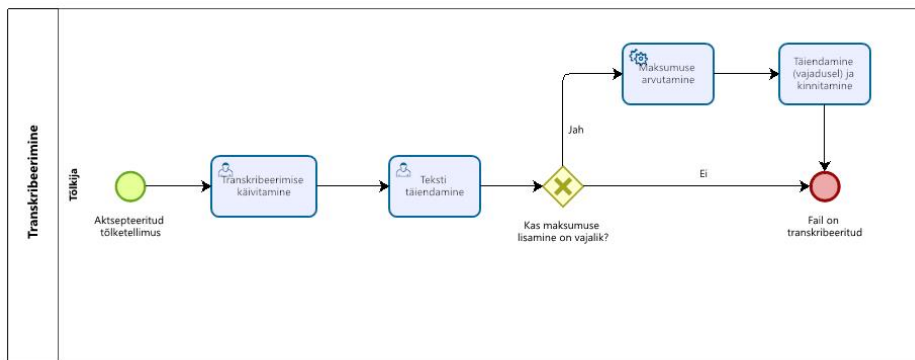 Transkribeerimine
Tõlkija
Aktsepteeritud
tõlketellimus
Transkribeerimise
käivitamine
Teksti
täiendamine
Kas maksumuse
lisamine on vajalik?
Jah
Maksumuse
arvutamine
Täiendamine
(vajadusel) ja
kinnitamine
Ei
Fail on
transkribeeritud